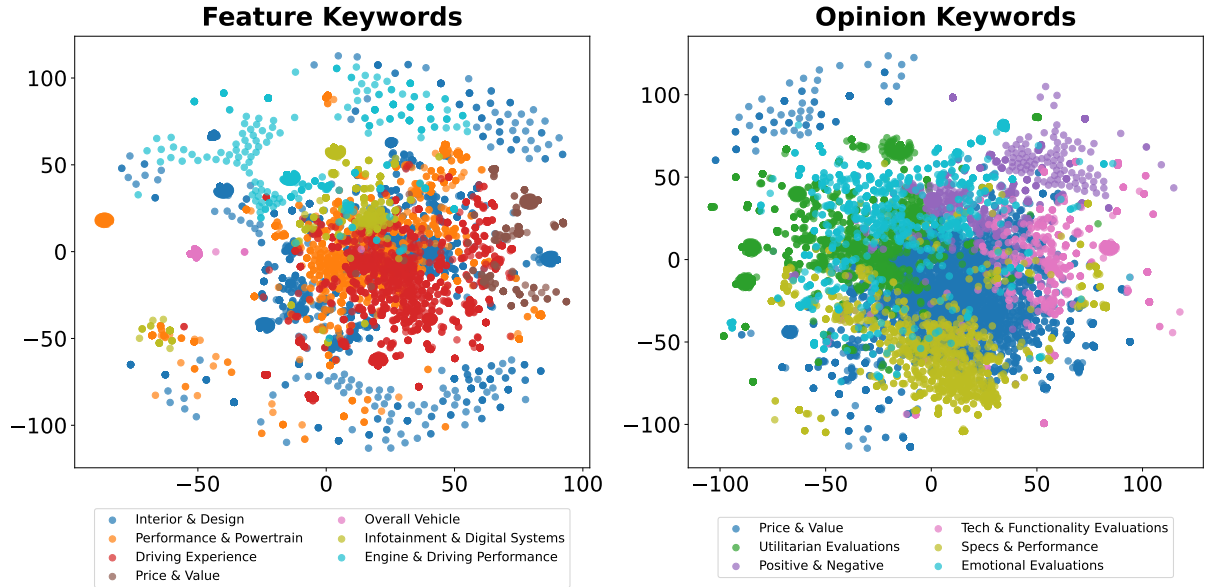 Feature Keywords
100
50
0
−50
−100
−50
0
50
100
Interior & Design
Performance & Powertrain
Driving Experience
Price & Value
Overall Vehicle
Infotainment & Digital Systems
Engine & Driving Performance
Opinion Keywords
100
50
0
−50
−100
−100
−50
0
50
100
Price & Value
Utilitarian Evaluations
Positive & Negative
Tech & Functionality Evaluations
Specs & Performance
Emotional Evaluations